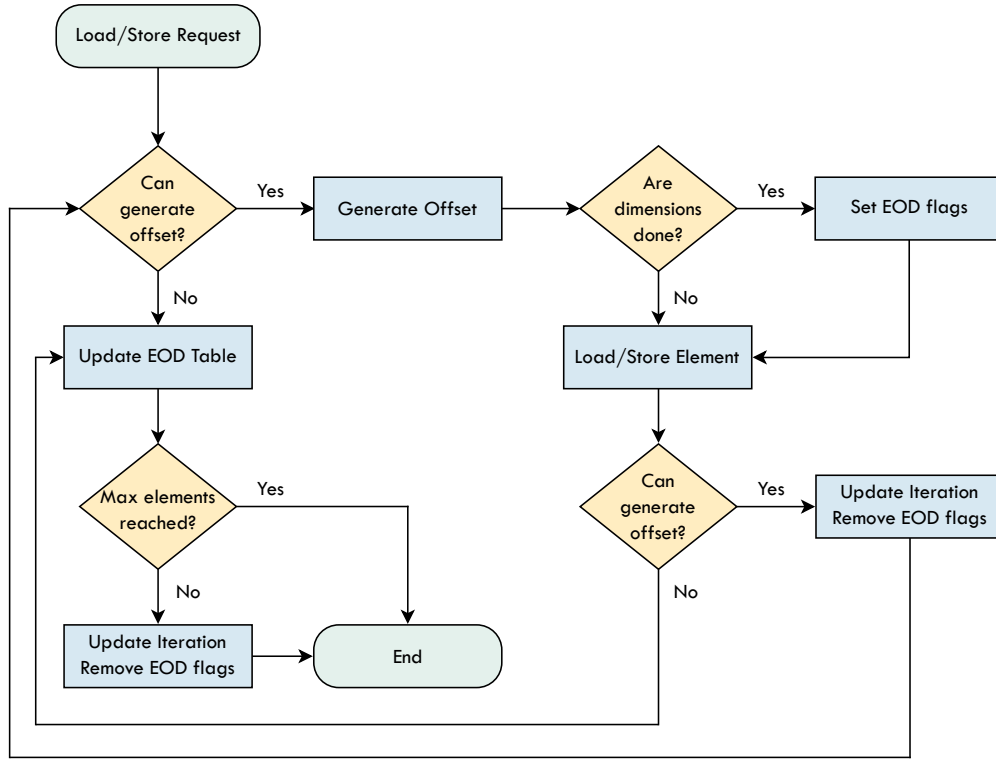 Load/Store Request
Can
generate
offset?
Yes
Generate Offset
Are
dimensions
done?
Yes
Set EOD flags
No
No
Update EOD Table
Load/Store Element
Max elements
reached?
Yes
Can
generate
offset?
Yes
Update Iteration
Remove EOD flags
No
No
Update Iteration
Remove EOD flags
End